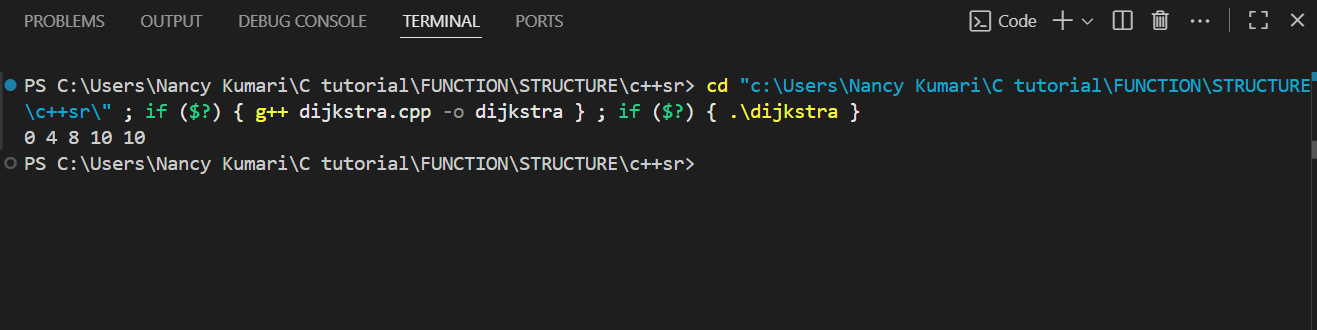 PROBLEMS OUTPUT DEBUG CONSOLE TERMINAL PORTS Code
PS C:\Users\Nancy Kumari\C tutorial\FUNCTION\STRUCTURE\c++sr> cd "c:\Users\Nancy Kumari\C tutorial\FUNCTION\STRUCTURE
\c++sr\" ; if ($?) { g++ dijkstra.cpp -o dijkstra } ; if ($?) { .\dijkstra }
0 4 8 10 10
PS C:\Users\Nancy Kumari\C tutorial\FUNCTION\STRUCTURE\c++sr>